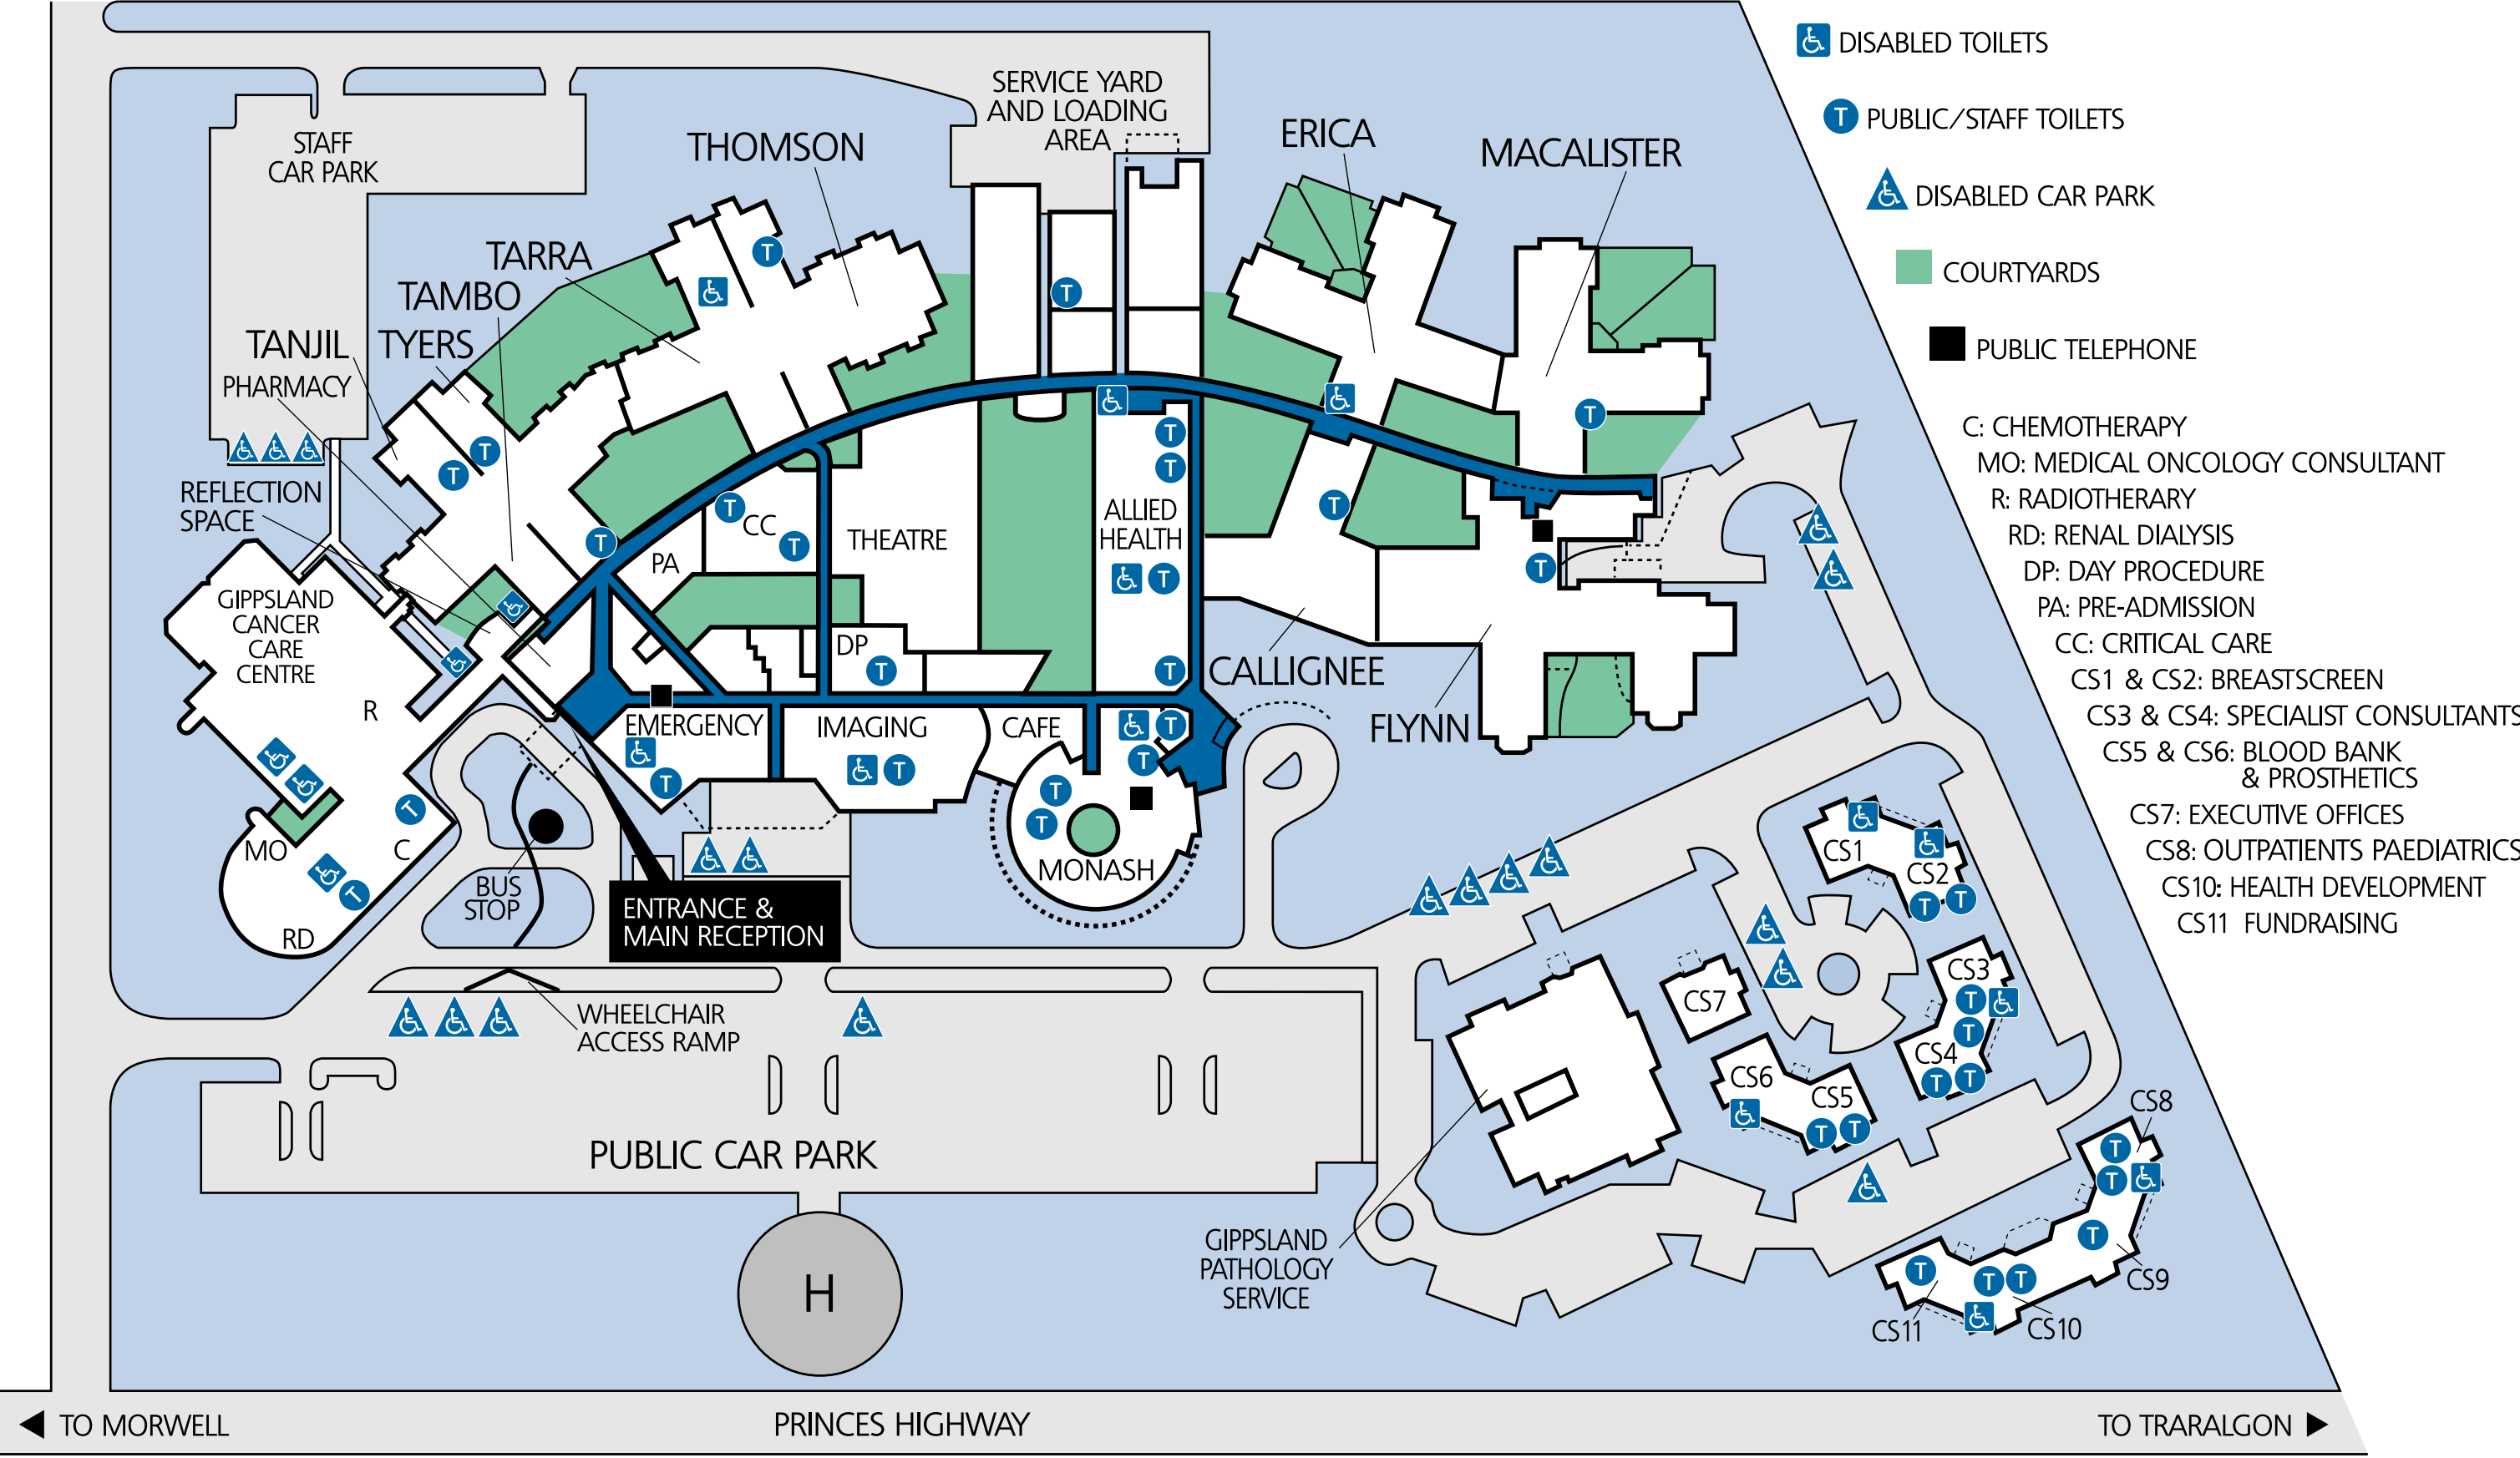 DISABLED TOILETS
PUBLIC/STAFF TOILETS
DISABLED CAR PARK
COURTYARDS
PUBLIC TELEPHONE
C: CHEMOTHERAPY
MO: MEDICAL ONCOLOGY CONSULTANT
R: RADIOTHERARY
RD: RENAL DIALYSIS
DP: DAY PROCEDURE
PA: PRE-ADMISSION
CC: CRITICAL CARE
CS1 & CS2: BREASTSCREEN
CS3 & CS4: SPECIALIST CONSULTANTS
CS5 & CS6: BLOOD BANK
& PROSTHETICS
CS7: EXECUTIVE OFFICES
CS8: OUTPATIENTS PAEDIATRICS
CS10: HEALTH DEVELOPMENT
CS11 FUNDRAISING
SERVICE YARD
AND LOADING
AREA
STAFF
CAR PARK
THOMSON
ERICA
MACALISTER
TARRA
TAMBO
TANJIL
TYERS
PHARMACY
REFLECTION
SPACE
GIPPSLAND
CANCER
CARE
CENTRE
R
MO
C
RD
PA
CC
THEATRE
ALLIED
HEALTH
DP
CALLIGNEE
FLYNN
EMERGENCY
IMAGING
CAFE
MONASH
BUS
STOP
ENTRANCE &
MAIN RECEPTION
WHEELCHAIR
ACCESS RAMP
PUBLIC CAR PARK
H
CS1
CS2
CS3
CS4
CS7
CS6
CS5
CS8
CS9
CS10
CS11
GIPPSLAND
PATHOLOGY
SERVICE
TO MORWELL
PRINCES HIGHWAY
TO TRARALGON